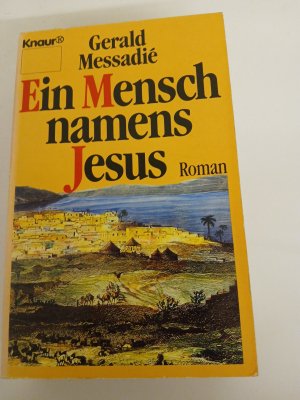 Knaur®
Gerald
Messadié
Ein Mensch
namens
Jesus
Roman